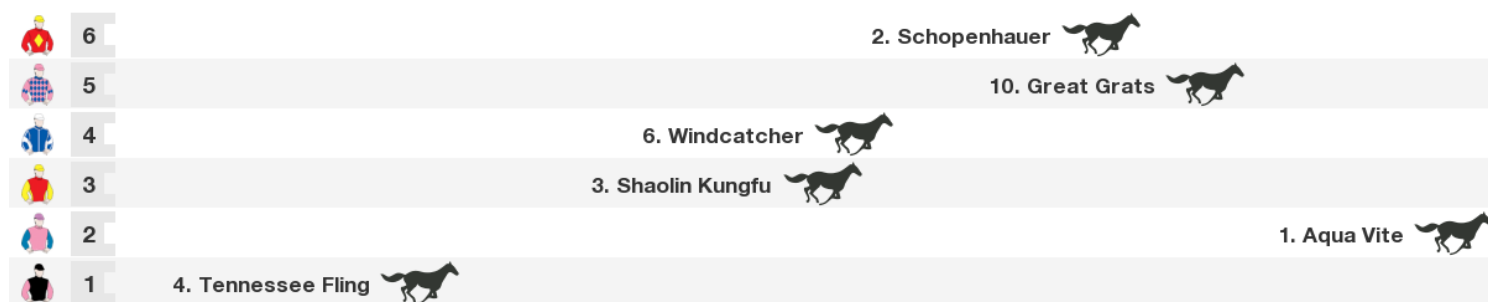 6 2. Schopenhauer
5 10. Great Grats
4 6. Windcatcher
3 3. Shaolin Kungfu
2 1. Aqua Vite
1 4. Tennessee Fling